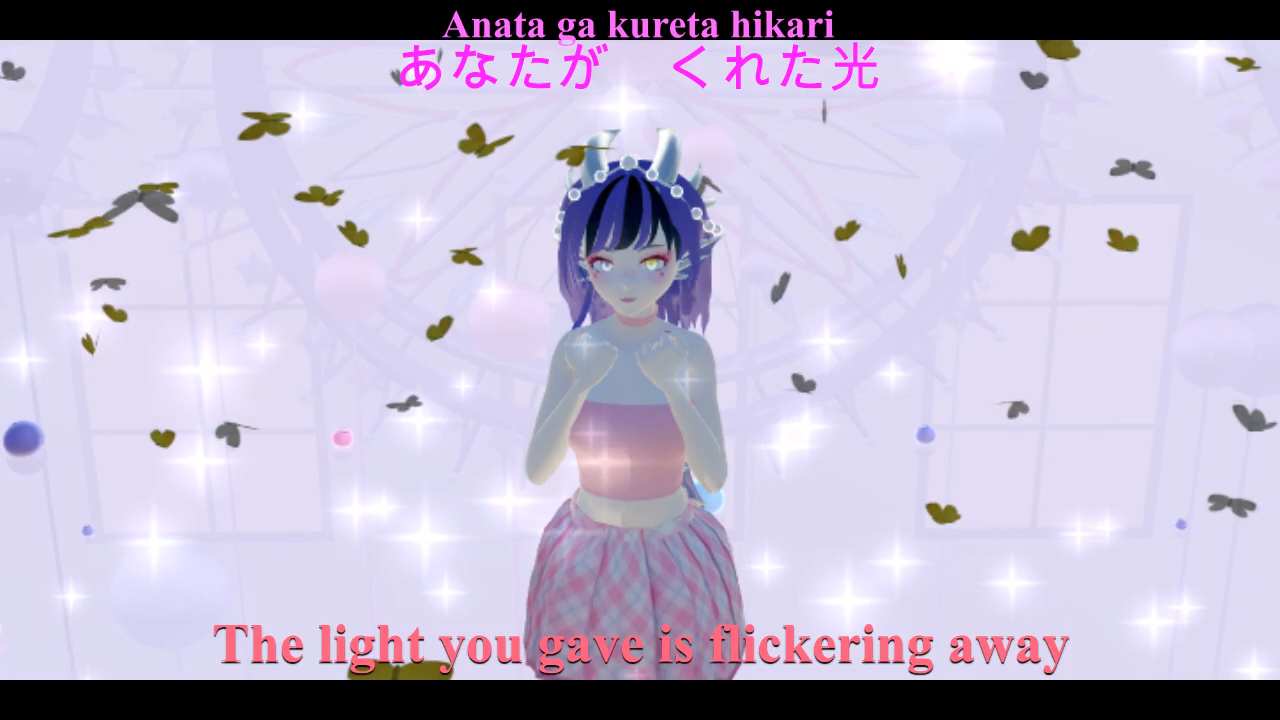 Anata ga kureta hikari
あなたが　くれた光
The light you gave is flickering away